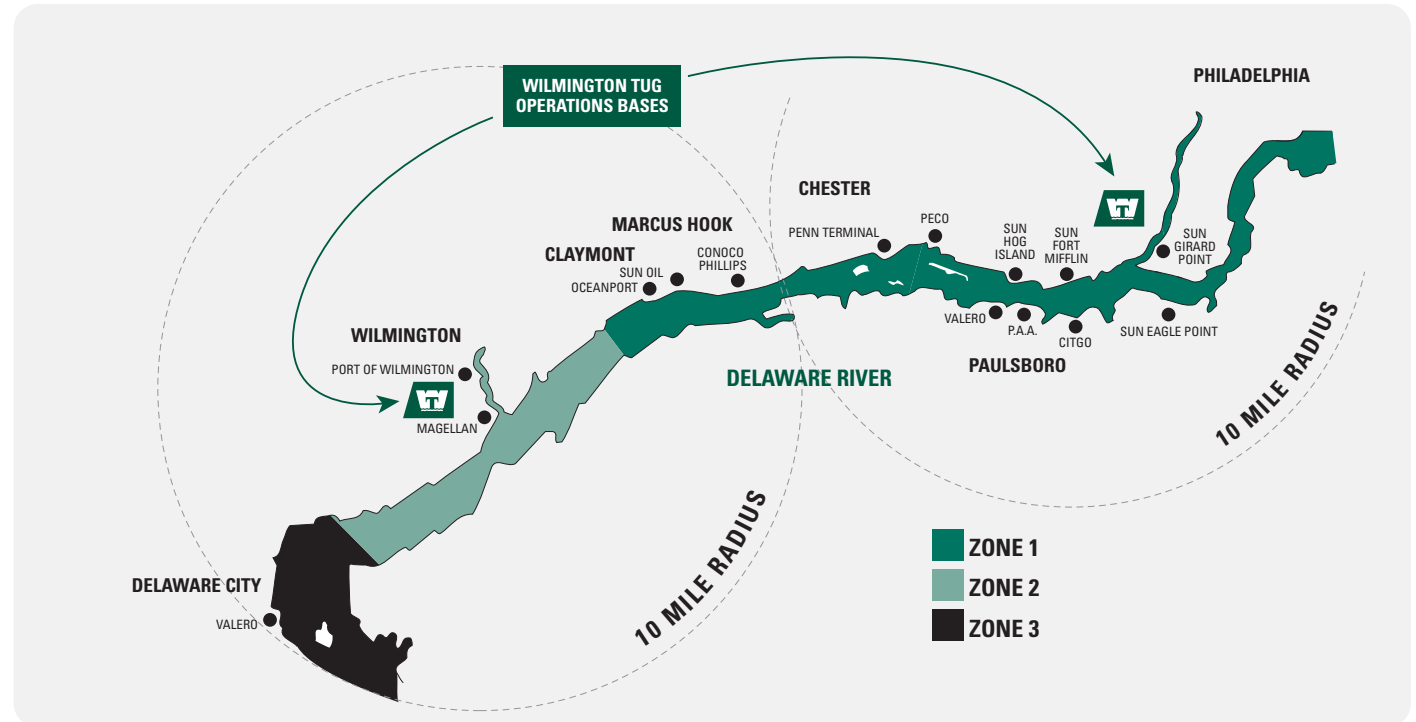 WILMINGTON TUG
OPERATIONS BASES
PHILADELPHIA
CHESTER
PENN TERMINAL
PECO
SUN
HOG
ISLAND
SUN
FORT
MIFFLIN
T
SUN
GIRARD
POINT
MARCUS HOOK
CONOCO
PHILLIPS
CLAYMONT
SUN OIL
OCEANPORT
VALERO
P.A.A.
CITGO
SUN EAGLE POINT
PAULSBORO
DELAWARE RIVER
10 MILE RADIUS
WILMINGTON
PORT OF WILMINGTON
T
MAGELLAN
10 MILE RADIUS
DELAWARE CITY
VALERO
ZONE 1
ZONE 2
ZONE 3